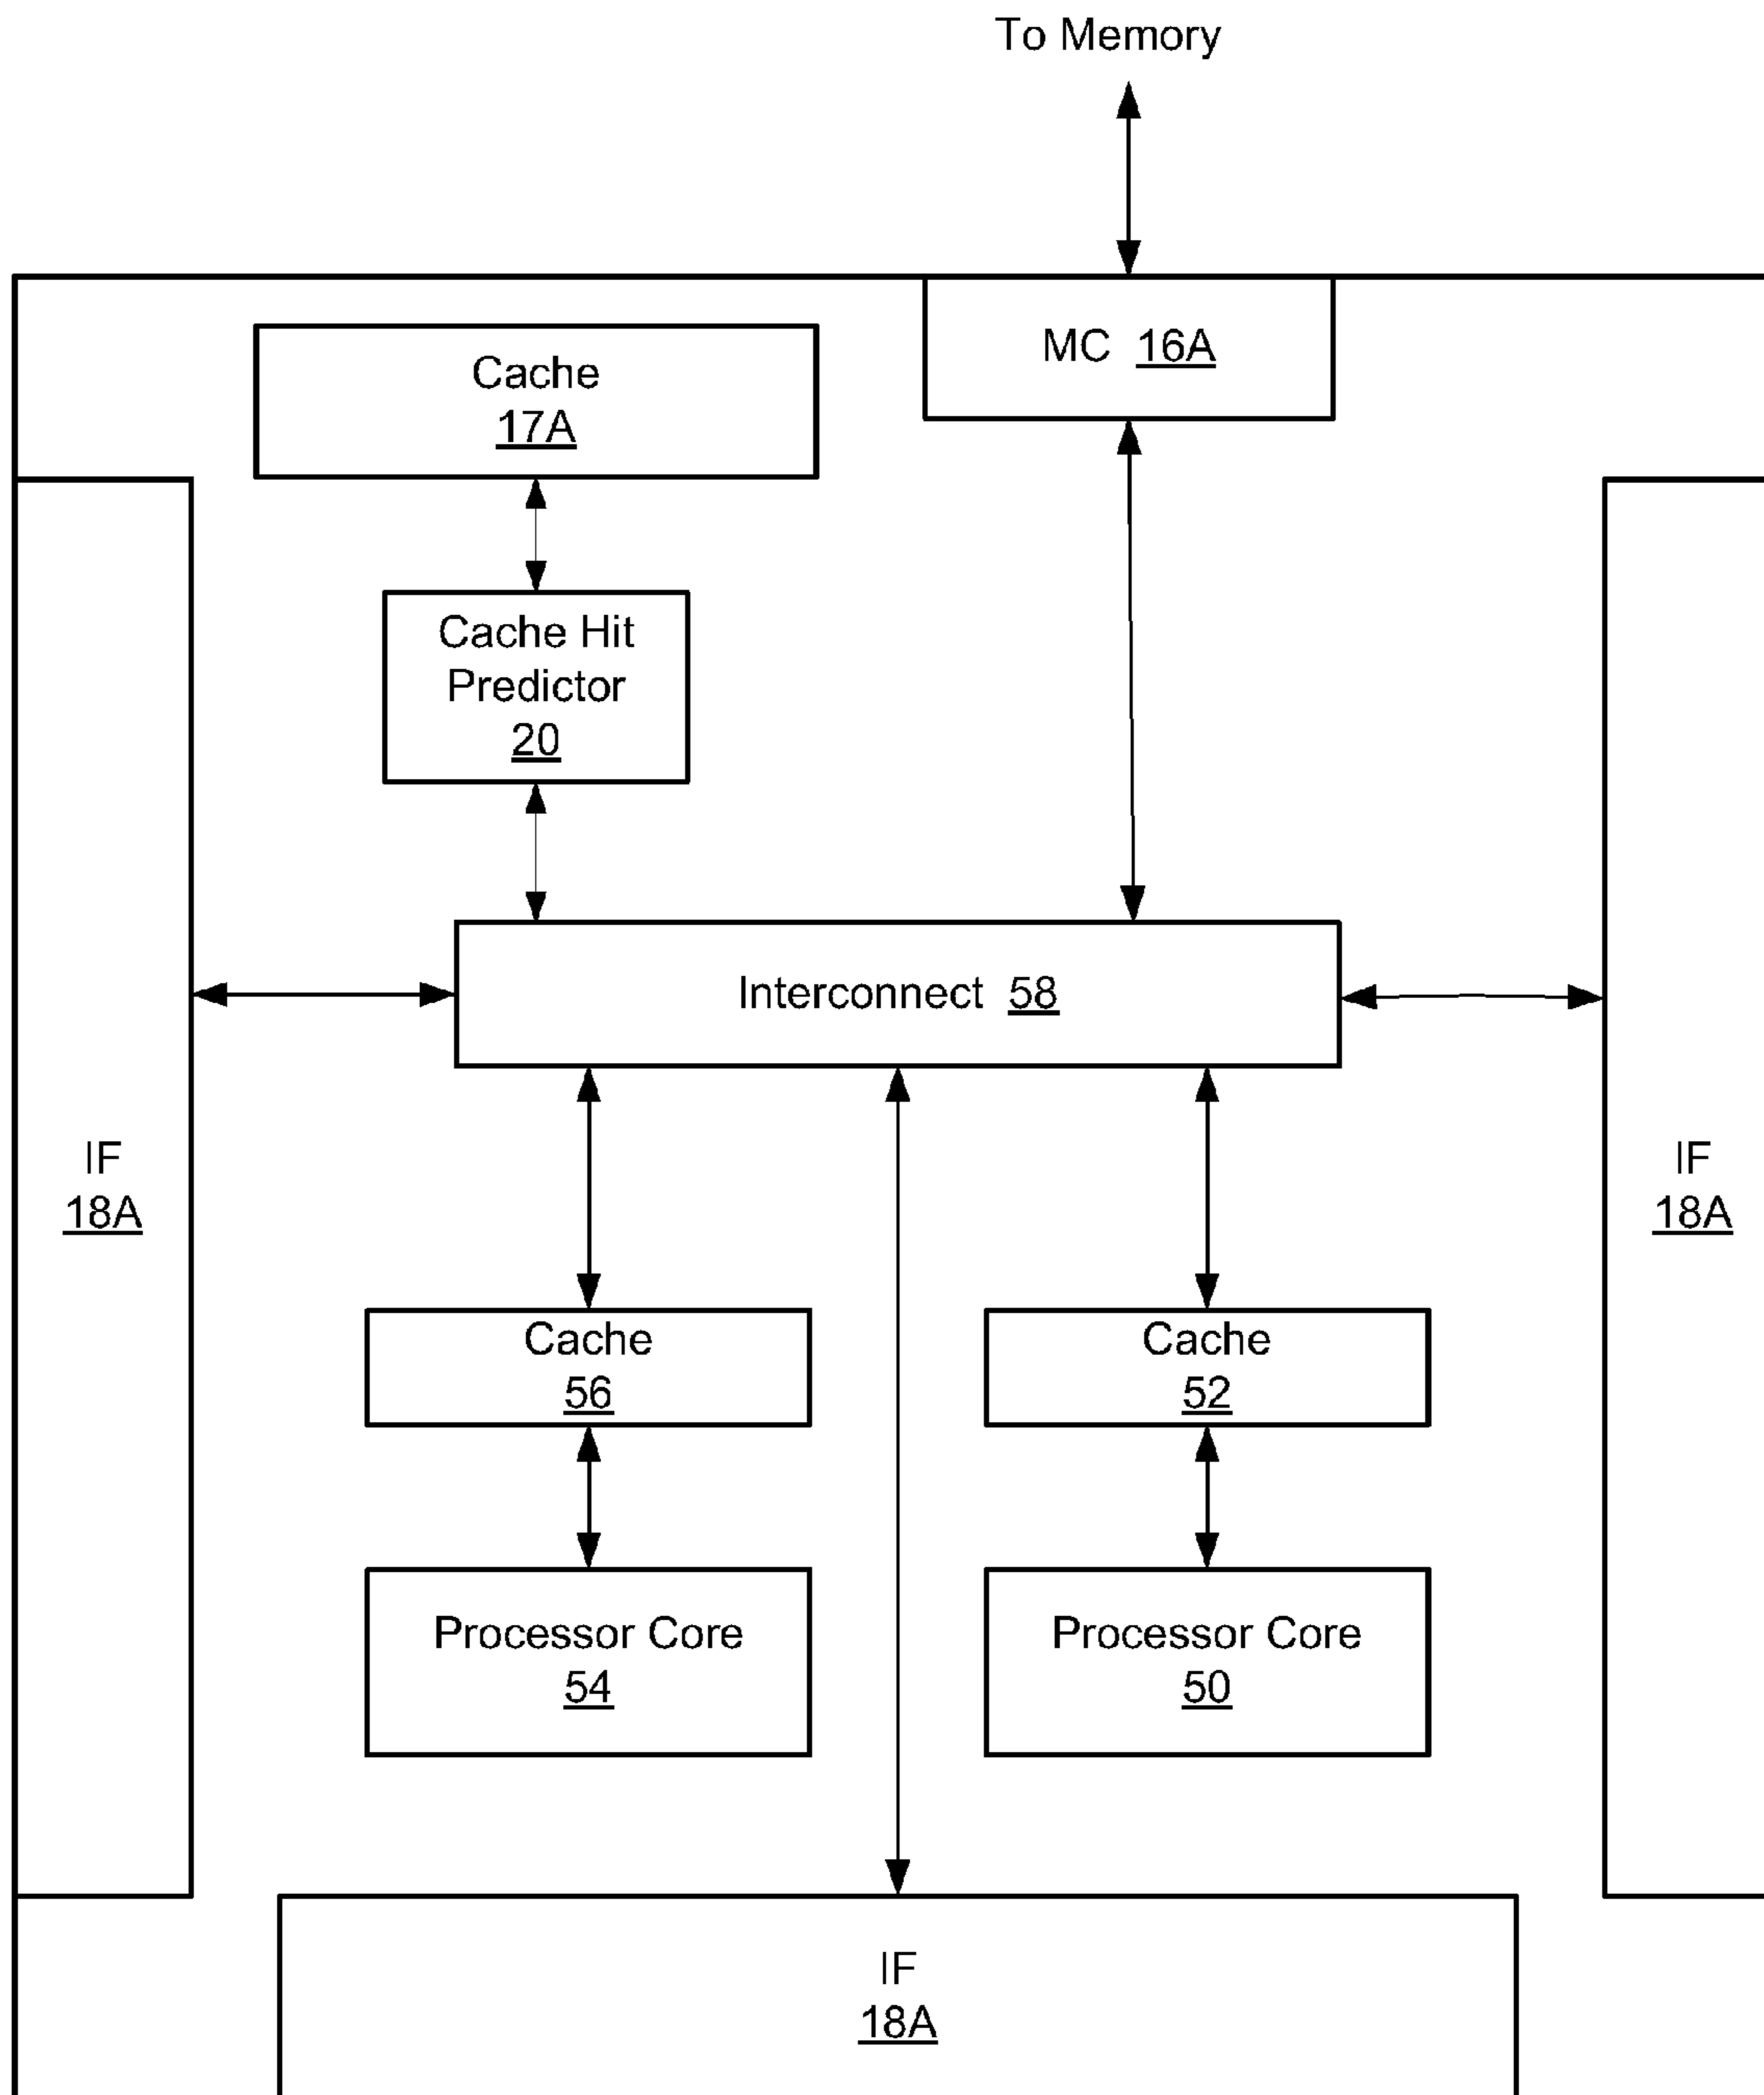 To Memory
MC 16A
Cache
17A
Cache Hit
Predictor
20
Interconnect 58
IF
18A
IF
18A
Cache
56
Cache
52
Processor Core
54
Processor Core
50
IF
18A